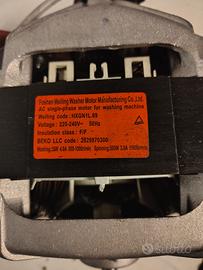 Foshan Welling Washer Motor Manufacturing Co.,Ltd.
AC single-phase motor for washing machine
Welling code: HXGN1L.69
Voltage: 220-240V~ 50Hz
Insulation class: F/F
BEKO LLC code: 2828970300
subito